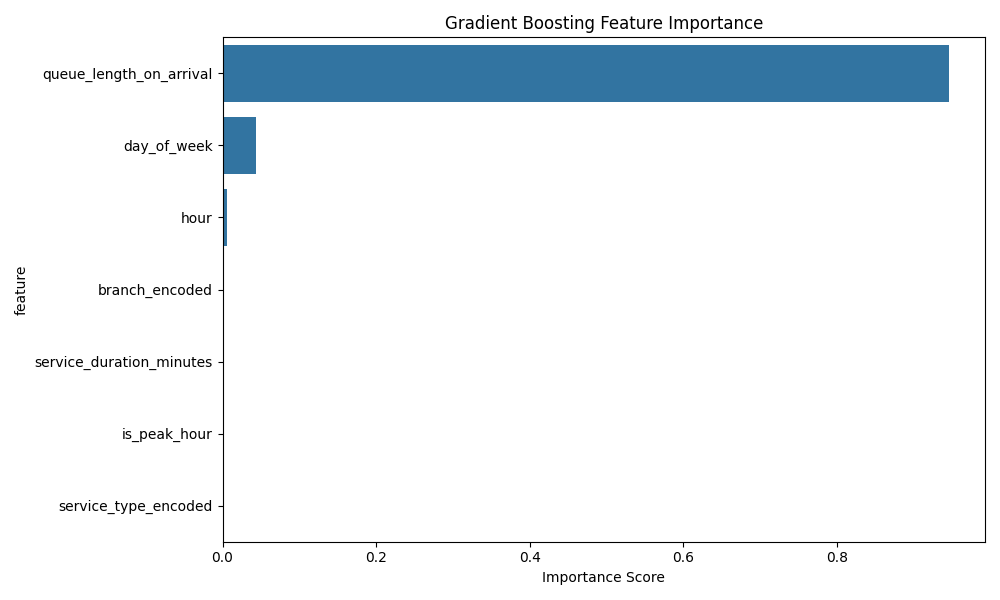 Gradient Boosting Feature Importance
queue_length_on_arrival
day_of_week
hour
branch_encoded
service_duration_minutes
is_peak_hour
service_type_encoded
feature
0.0 0.2 0.4 0.6 0.8
Importance Score